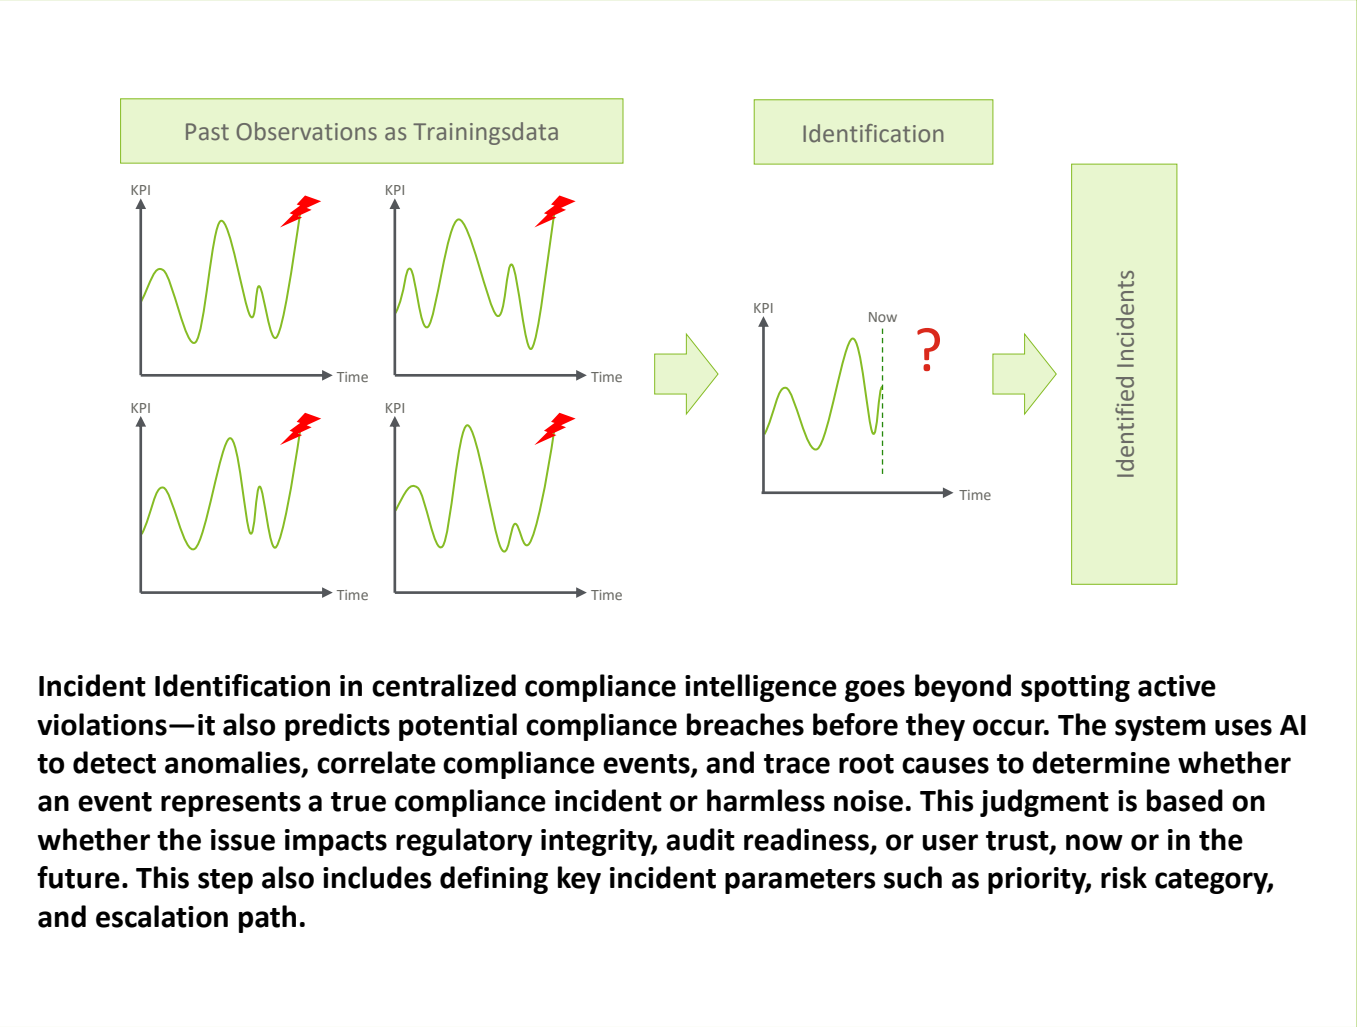 Past Observations as Trainingsdata
Identification
KPI
Time
KPI
Time
KPI
Time
KPI
Time
KPI
Now
?
Time
Identified Incidents
Incident Identification in centralized compliance intelligence goes beyond spotting active
violations—it also predicts potential compliance breaches before they occur. The system uses AI
to detect anomalies, correlate compliance events, and trace root causes to determine whether
an event represents a true compliance incident or harmless noise. This judgment is based on
whether the issue impacts regulatory integrity, audit readiness, or user trust, now or in the
future. This step also includes defining key incident parameters such as priority, risk category,
and escalation path.